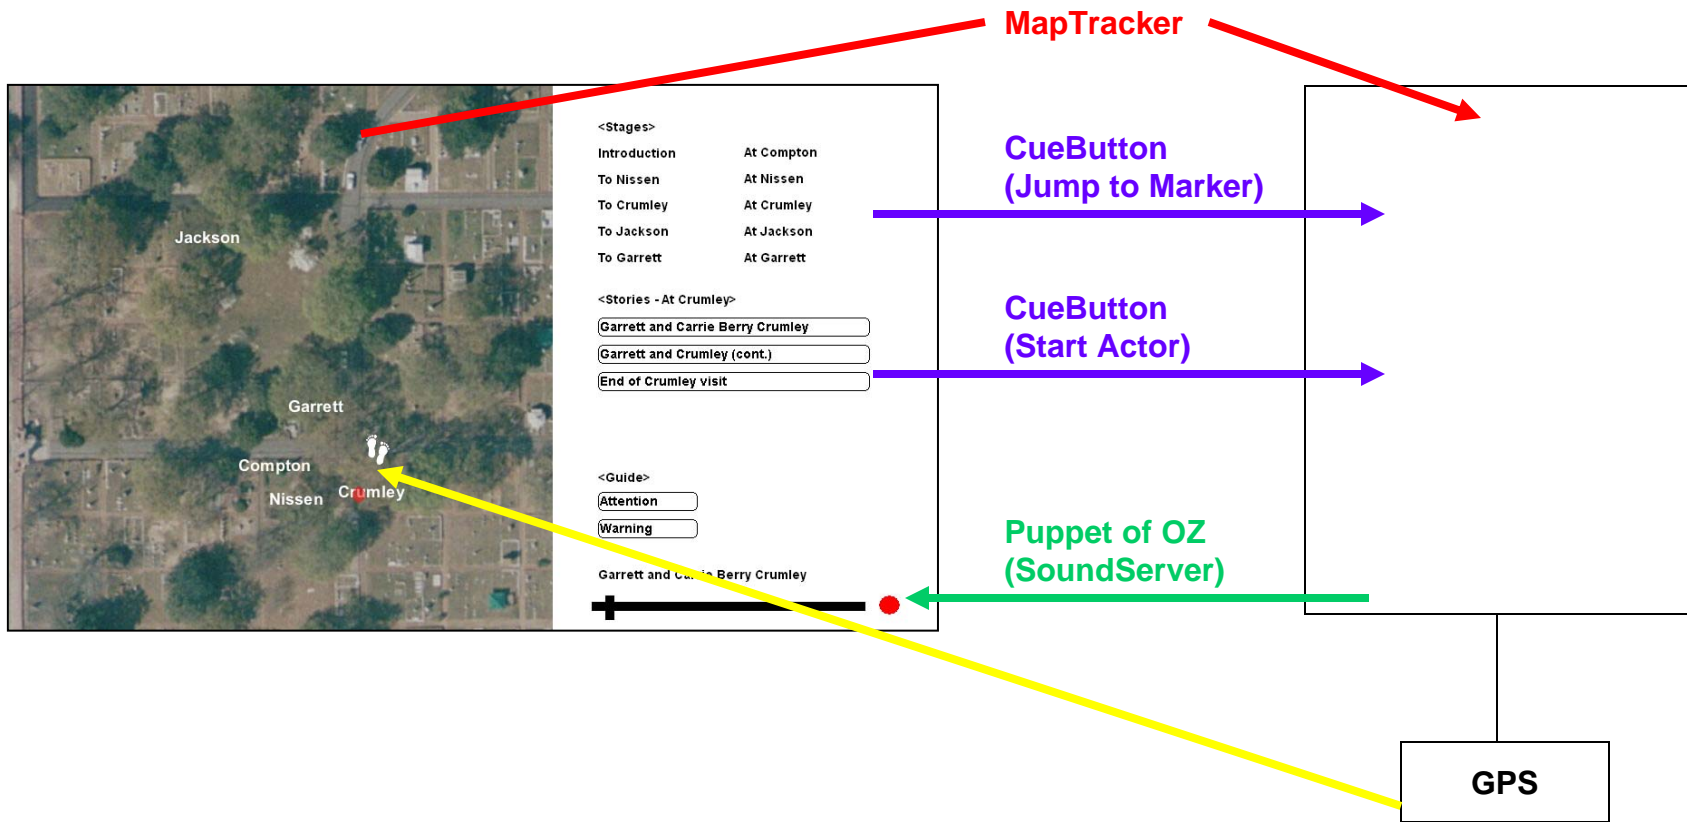 MapTracker
<Stages>
Introduction
At Compton
To Nissen
At Nissen
To Crumley
At Crumley
To Jackson
At Jackson
To Garrett
At Garrett
<Stories - At Crumley>
Garrett and Carrie Berry Crumley
Garrett and Crumley (cont.)
End of Crumley visit
<Guide>
Attention
Warning
Garrett and Carrie Berry Crumley
Jackson
Garrett
Compton
Nissen
Crumley
CueButton
(Jump to Marker)
CueButton
(Start Actor)
Puppet of OZ
(SoundServer)
GPS